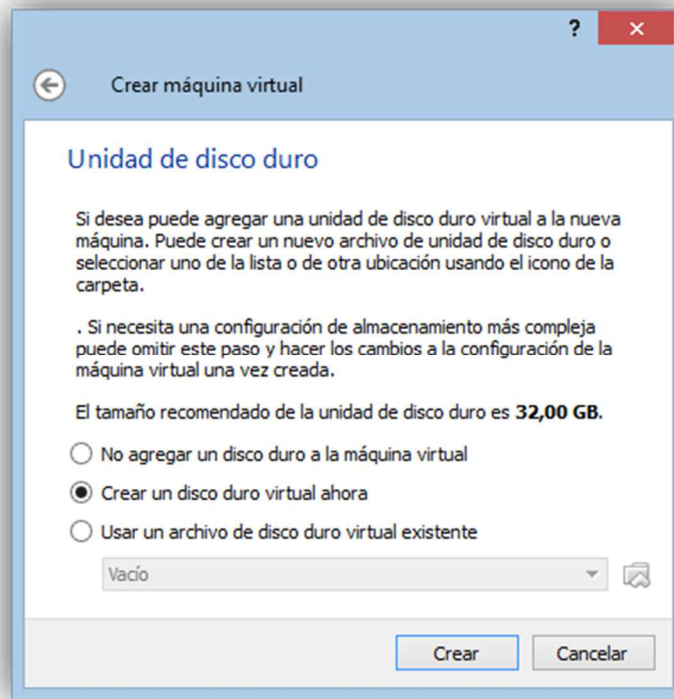 ?
Crear máquina virtual
Unidad de disco duro
Si desea puede agregar una unidad de disco duro virtual a la nueva
máquina. Puede crear un nuevo archivo de unidad de disco duro o
seleccionar uno de la lista o de otra ubicación usando el icono de la
carpeta.
. Si necesita una configuración de almacenamiento más compleja
puede omitir este paso y hacer los cambios a la configuración de la
máquina virtual una vez creada.
El tamaño recomendado de la unidad de disco duro es 32,00 GB.
No agregar un disco duro a la máquina virtual
Crear un disco duro virtual ahora
Usar un archivo de disco duro virtual existente
Vacío
Crear Cancelar